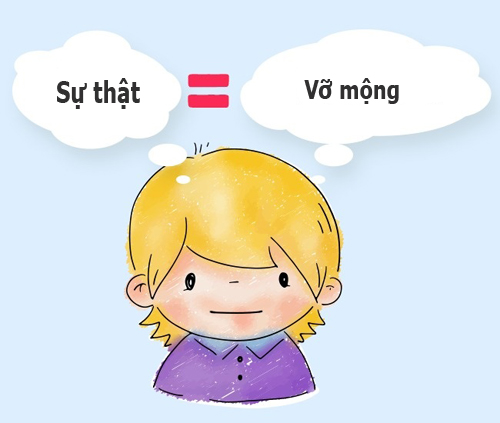 Sự thật
=
Vỡ mộng